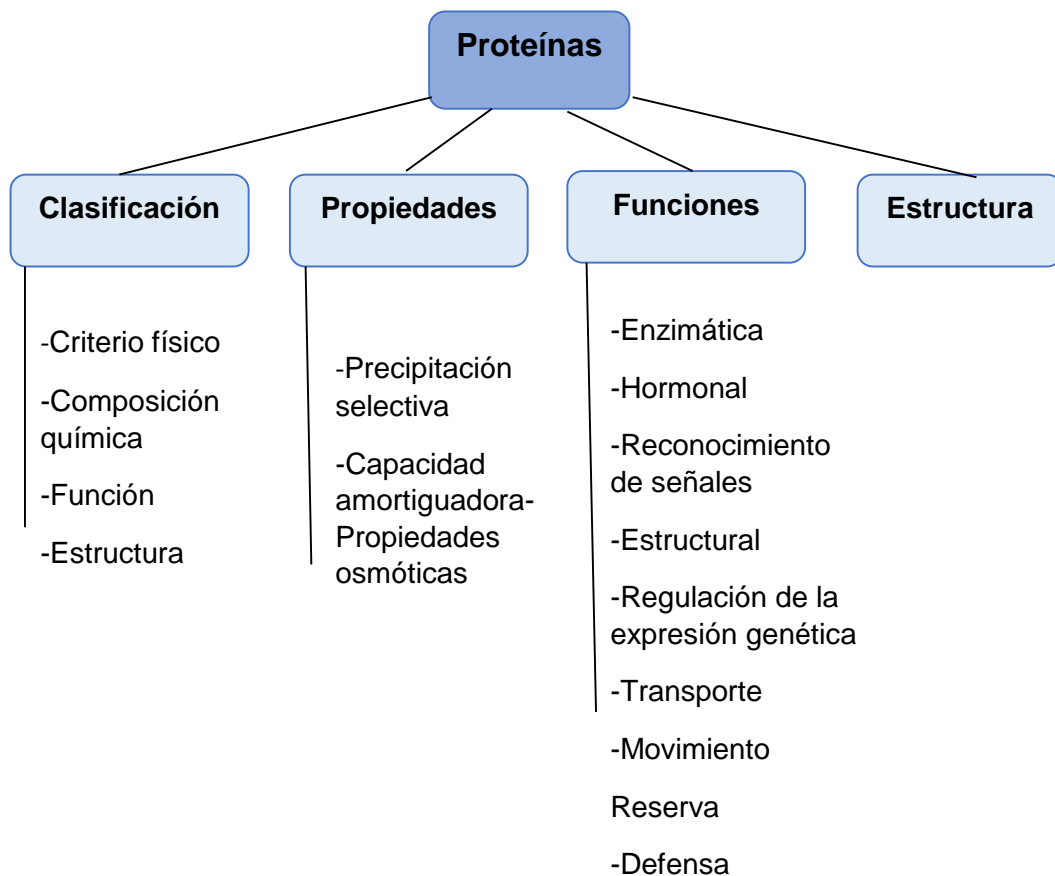 Proteínas
Clasificación
Propiedades
Funciones
Estructura
-Criterio físico
-Composición
química
-Función
-Estructura
-Precipitación
selectiva
-Capacidad
amortiguadora-
Propiedades
osmóticas
-Enzimática
-Hormonal
-Reconocimiento
de señales
-Estructural
-Regulación de la
expresión genética
-Transporte
-Movimiento
Reserva
-Defensa